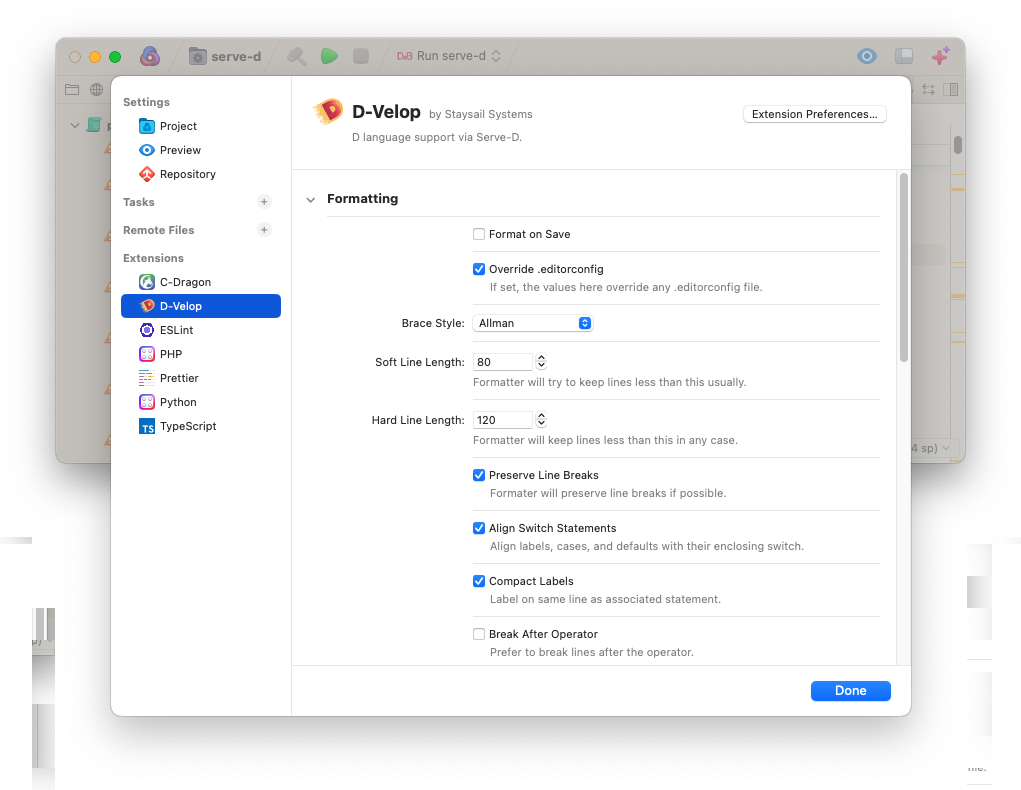 serve-d
D&B Run serve-d
Settings
Project
Preview
Repository
Tasks
Remote Files
Extensions
C-Dragon
D-Velop
ESLint
PHP
Prettier
Python
TS TypeScript
D-Velop by Staysail Systems
D language support via Serve-D.
Extension Preferences...
Formatting
Format on Save
Override .editorconfig
If set, the values here override any .editorconfig file.
Brace Style: Allman
Soft Line Length: 80
Formatter will try to keep lines less than this usually.
Hard Line Length: 120
Formatter will keep lines less than this in any case.
Preserve Line Breaks
Formater will preserve line breaks if possible.
Align Switch Statements
Align labels, cases, and defaults with their enclosing switch.
Compact Labels
Label on same line as associated statement.
Break After Operator
Prefer to break lines after the operator.
Done
4 sp)